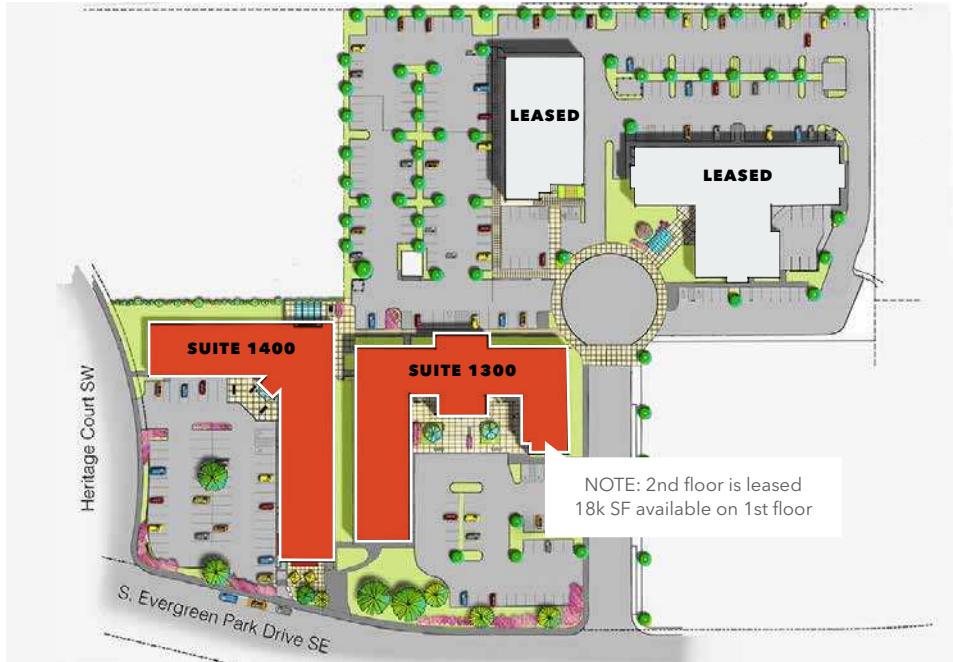 LEASED
LEASED
SUITE 1400
SUITE 1300
Heritage Court SW
NOTE: 2nd floor is leased
18k SF available on 1st floor
S. Evergreen Park Drive SE